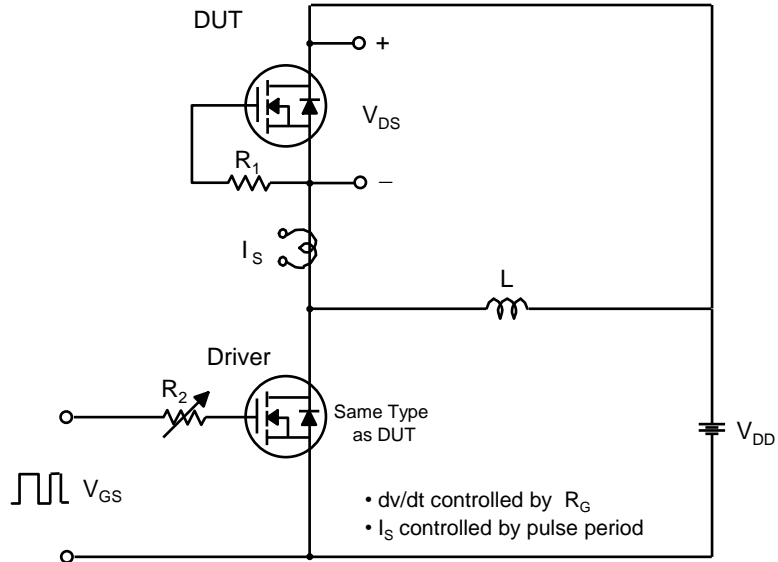 DUT
+
V_DS
R_1
−
I_S
L
Driver
R_2
Same Type
as DUT
V_DD
V_GS
• dv/dt controlled by R_G
• I_S controlled by pulse period